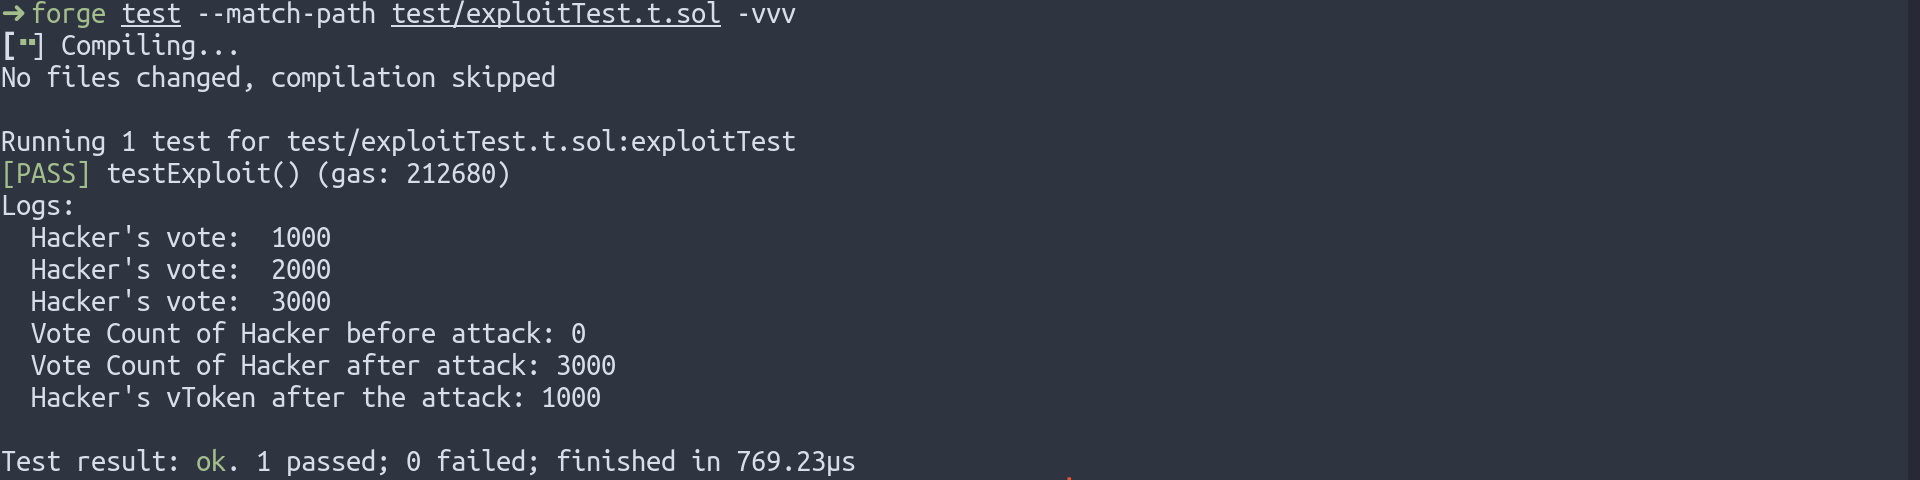 ➜ forge test --match-path test/exploitTest.t.sol -vvv
[⠒] Compiling...
No files changed, compilation skipped
Running 1 test for test/exploitTest.t.sol:exploitTest
[PASS] testExploit() (gas: 212680)
Logs:
Hacker's vote:  1000
Hacker's vote:  2000
Hacker's vote:  3000
Vote Count of Hacker before attack: 0
Vote Count of Hacker after attack: 3000
Hacker's vToken after the attack: 1000
Test result: ok. 1 passed; 0 failed; finished in 769.23µs